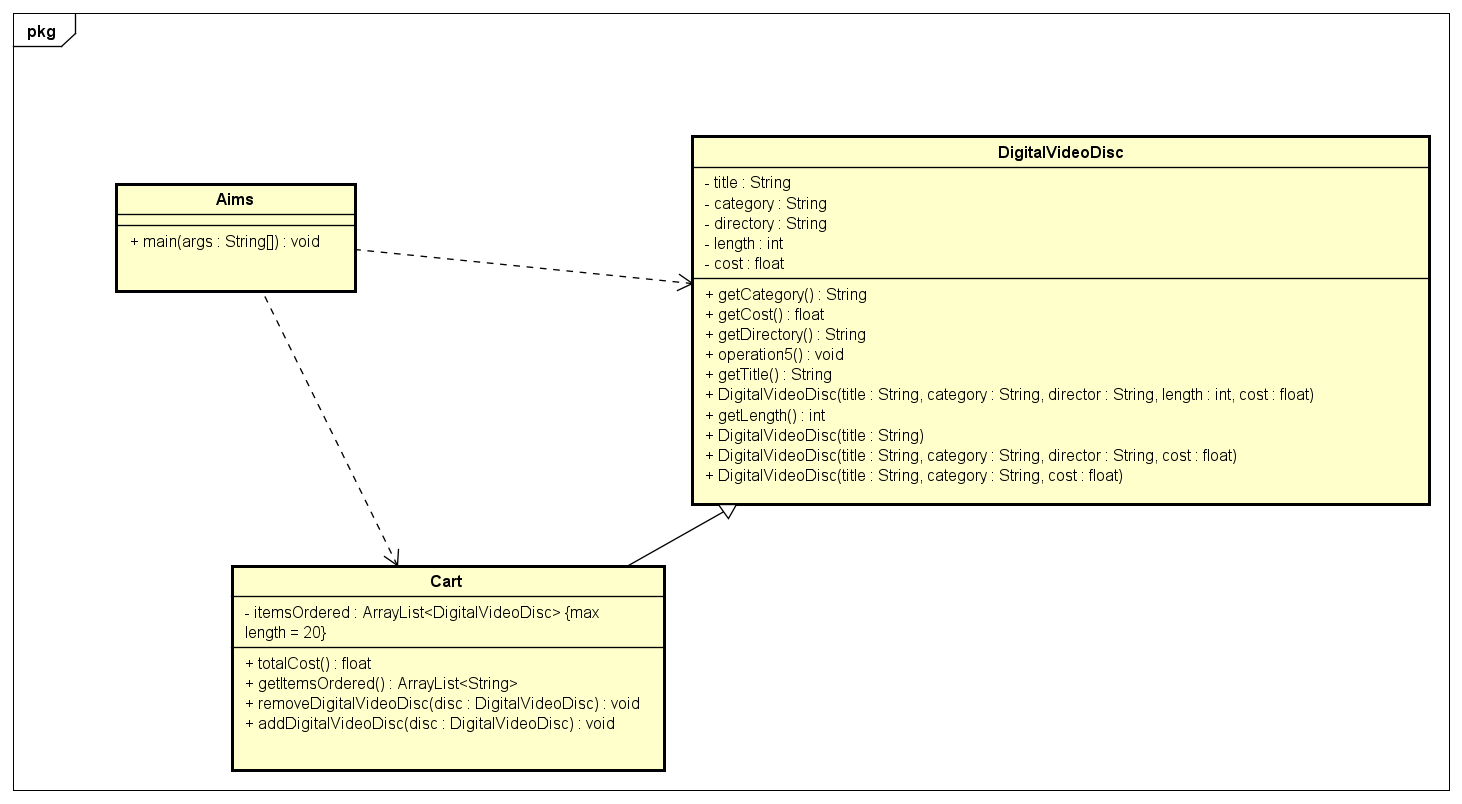 pkg
Aims
+ main(args : String[]) : void
DigitalVideoDisc
- title : String
- category : String
- directory : String
- length : int
- cost : float
+ getCategory() : String
+ getCost() : float
+ getDirectory() : String
+ operation5() : void
+ getTitle() : String
+ DigitalVideoDisc(title : String, category : String, director : String, length : int, cost : float)
+ getLength() : int
+ DigitalVideoDisc(title : String)
+ DigitalVideoDisc(title : String, category : String, director : String, cost : float)
+ DigitalVideoDisc(title : String, category : String, cost : float)
Cart
- itemsOrdered : ArrayList<DigitalVideoDisc> {max
length = 20}
+ totalCost() : float
+ getItemsOrdered() : ArrayList<String>
+ removeDigitalVideoDisc(disc : DigitalVideoDisc) : void
+ addDigitalVideoDisc(disc : DigitalVideoDisc) : void